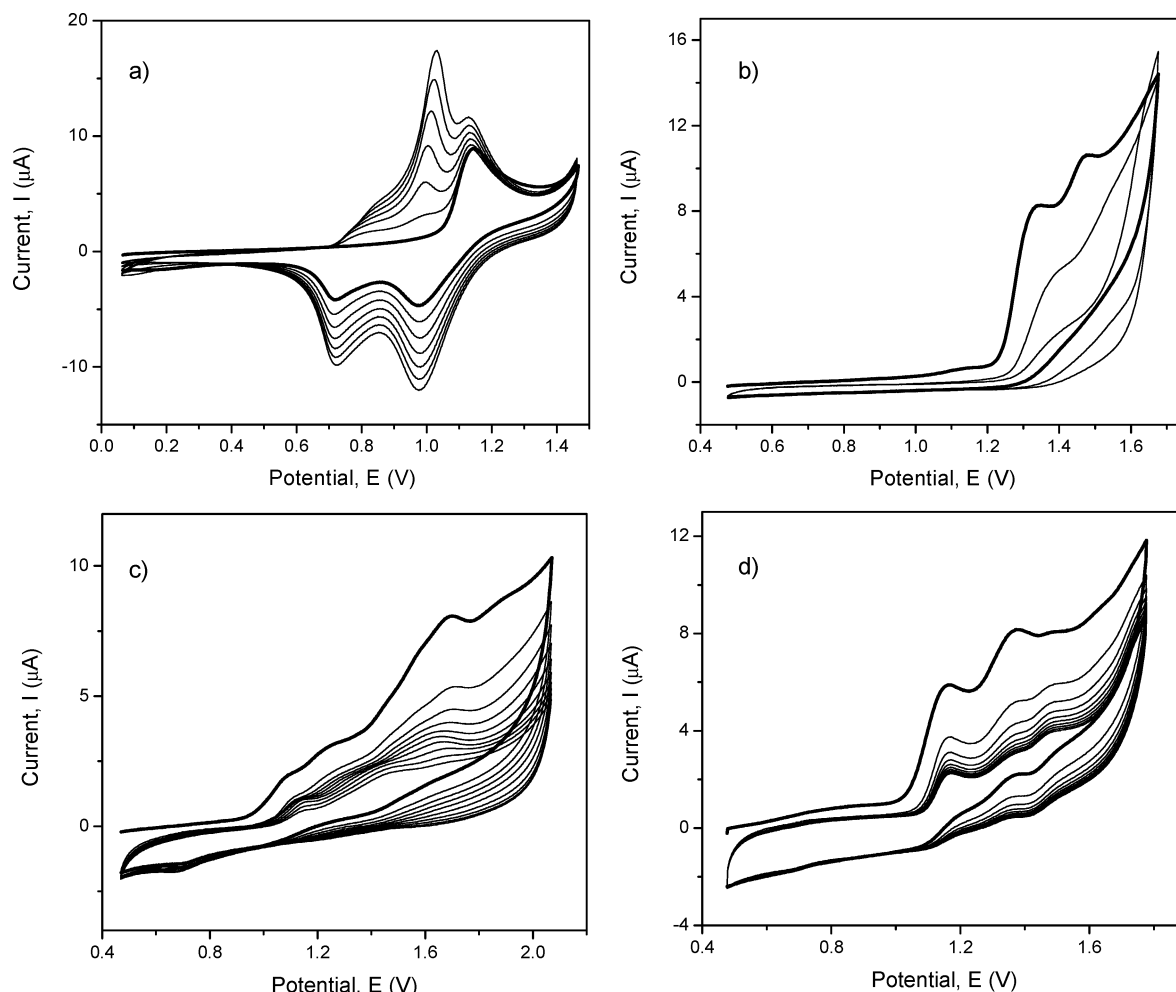 20
10
0
-10
0.0 0.2 0.4 0.6 0.8 1.0 1.2 1.4
Current, I (μA)
Potential, E (V)
a)
16
12
8
4
0
0.4 0.6 0.8 1.0 1.2 1.4 1.6
Current, I (μA)
Potential, E (V)
b)
10
5
0
0.4 0.8 1.2 1.6 2.0
Current, I (μA)
Potential, E (V)
c)
12
8
4
0
-4
0.4 0.8 1.2 1.6
Current, I (μA)
Potential, E (V)
d)